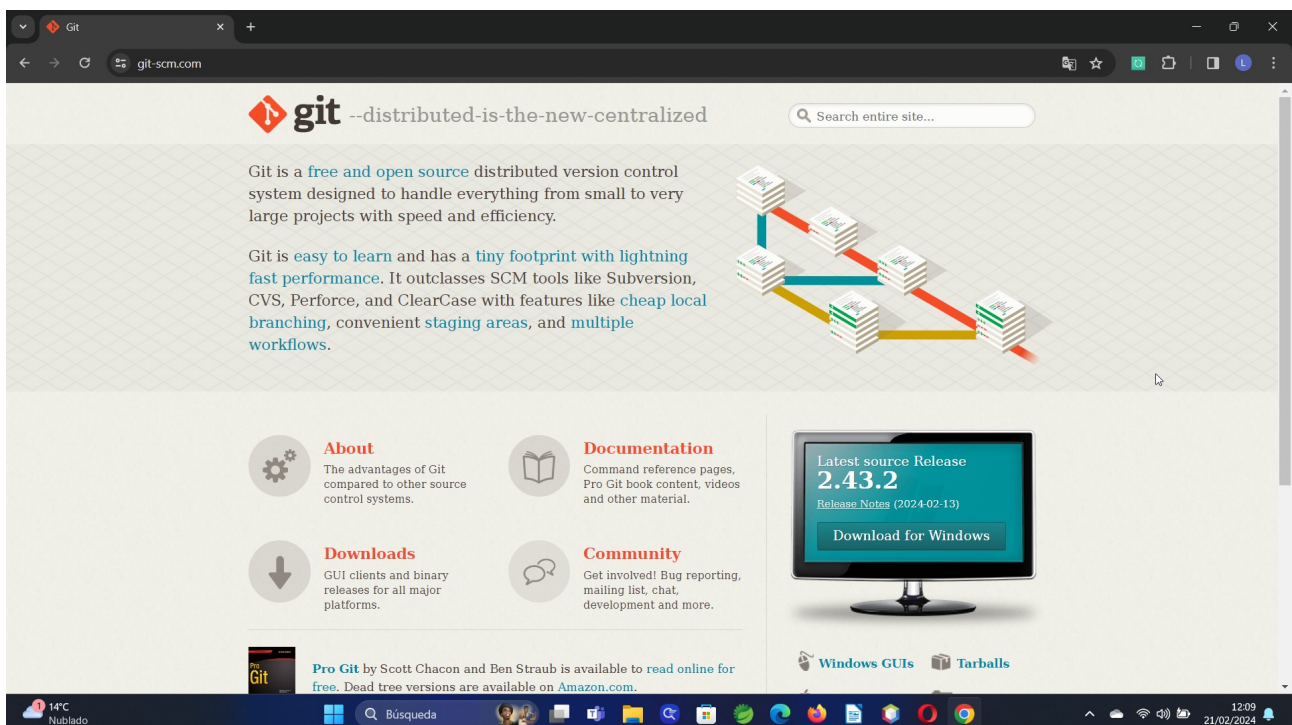 Git
git-scm.com
L
git --distributed-is-the-new-centralized
Search entire site...
Git is a free and open source distributed version control
system designed to handle everything from small to very
large projects with speed and efficiency.
Git is easy to learn and has a tiny footprint with lightning
fast performance. It outclasses SCM tools like Subversion,
CVS, Perforce, and ClearCase with features like cheap local
branching, convenient staging areas, and multiple
workflows.
About
The advantages of Git
compared to other source
control systems.
Documentation
Command reference pages,
Pro Git book content, videos
and other material.
Downloads
GUI clients and binary
releases for all major
platforms.
Community
Get involved! Bug reporting,
mailing list, chat,
development and more.
Latest source Release
2.43.2
Release Notes (2024-02-13)
Download for Windows
Pro
Git
Pro Git by Scott Chacon and Ben Straub is available to read online for
free. Dead tree versions are available on Amazon.com.
Windows GUIs
Tarballs
1
14°C
Nublado
Búsqueda
12:09
21/02/2024